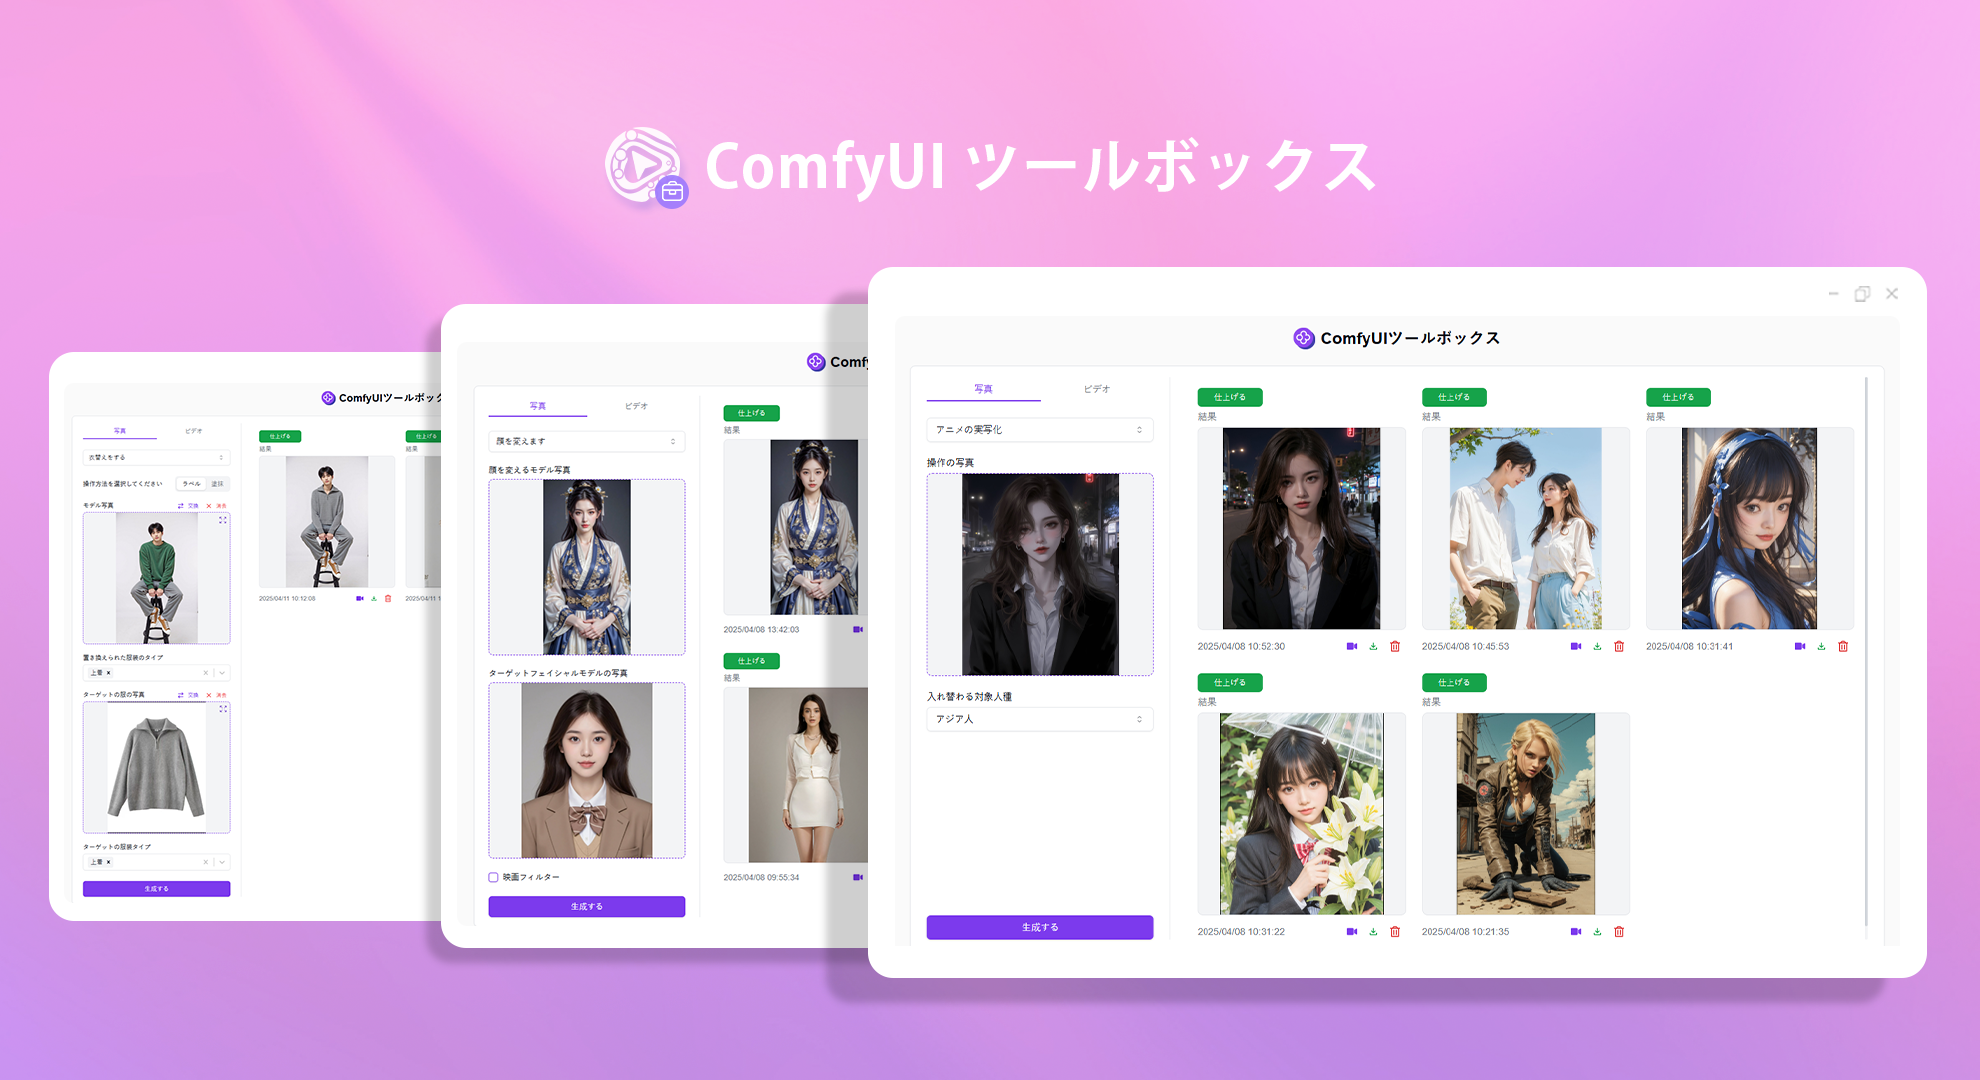 ComfyUI ツールボックス
ComfyUIツールボック
写真
ビデオ
衣替えをする
操作方法を選択してください
ラベル
塗抹
モデル写真
交換
消去
置き換えられた服装のタイプ
上着
ターゲットの服の写真
交換
消去
ターゲットの服装タイプ
上着
生成する
仕上げる
結果
2025/04/11 10:12:08
仕上げる
結果
2025/04/11 1
Comfy
写真
ビデオ
顔を変えます
顔を変えるモデル写真
ターゲットフェイシャルモデルの写真
映画フィルター
生成する
仕上げる
結果
2025/04/08 13:42:03
仕上げる
結果
2025/04/08 09:55:34
ComfyUIツールボックス
写真
ビデオ
アニメの実写化
操作の写真
入れ替わる対象人種
アジア人
生成する
仕上げる
結果
2025/04/08 10:52:30
仕上げる
結果
2025/04/08 10:45:53
仕上げる
結果
2025/04/08 10:31:41
仕上げる
結果
2025/04/08 10:31:22
仕上げる
結果
2025/04/08 10:21:35